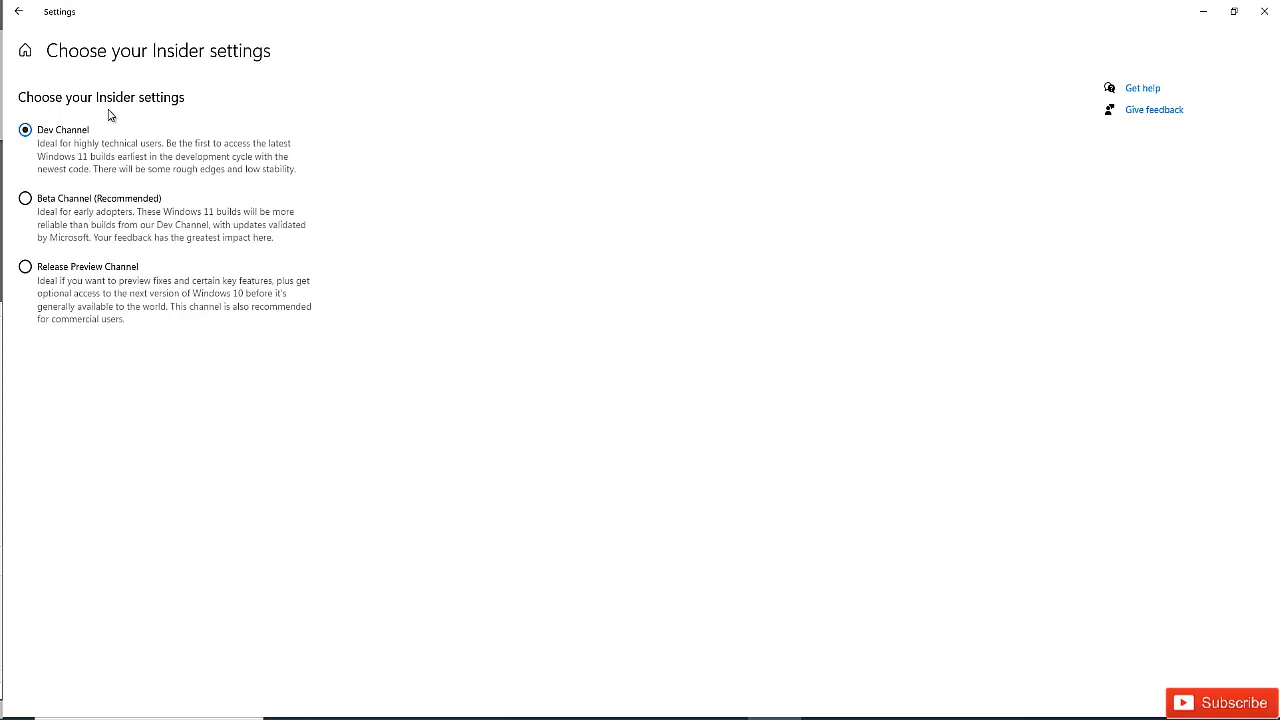 Settings
Choose your Insider settings
Choose your Insider settings
Get help
Give feedback
Dev Channel
Ideal for highly technical users. Be the first to access the latest
Windows 11 builds earliest in the development cycle with the
newest code. There will be some rough edges and low stability.
Beta Channel (Recommended)
Ideal for early adopters. These Windows 11 builds will be more
reliable than builds from our Dev Channel, with updates validated
by Microsoft. Your feedback has the greatest impact here.
Release Preview Channel
Ideal if you want to preview fixes and certain key features, plus get
optional access to the next version of Windows 10 before it's
generally available to the world. This channel is also recommended
for commercial users.
Subscribe